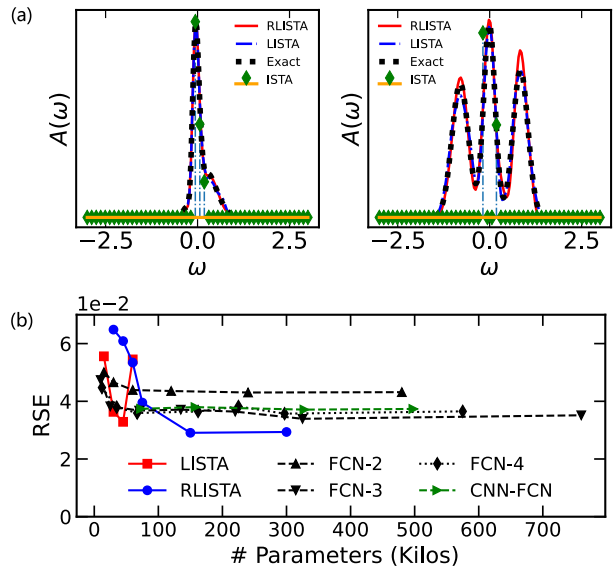 (a)
RLISTA
LISTA
Exact
ISTA
A(ω)
−2.5 0.0 2.5
ω
RLISTA
LISTA
Exact
ISTA
A(ω)
−2.5 0.0 2.5
ω
(b)
1e−2
6
4
2
0
RSE
LISTA FCN-2 FCN-4
RLISTA FCN-3 CNN-FCN
0 100 200 300 400 500 600 700
# Parameters (Kilos)